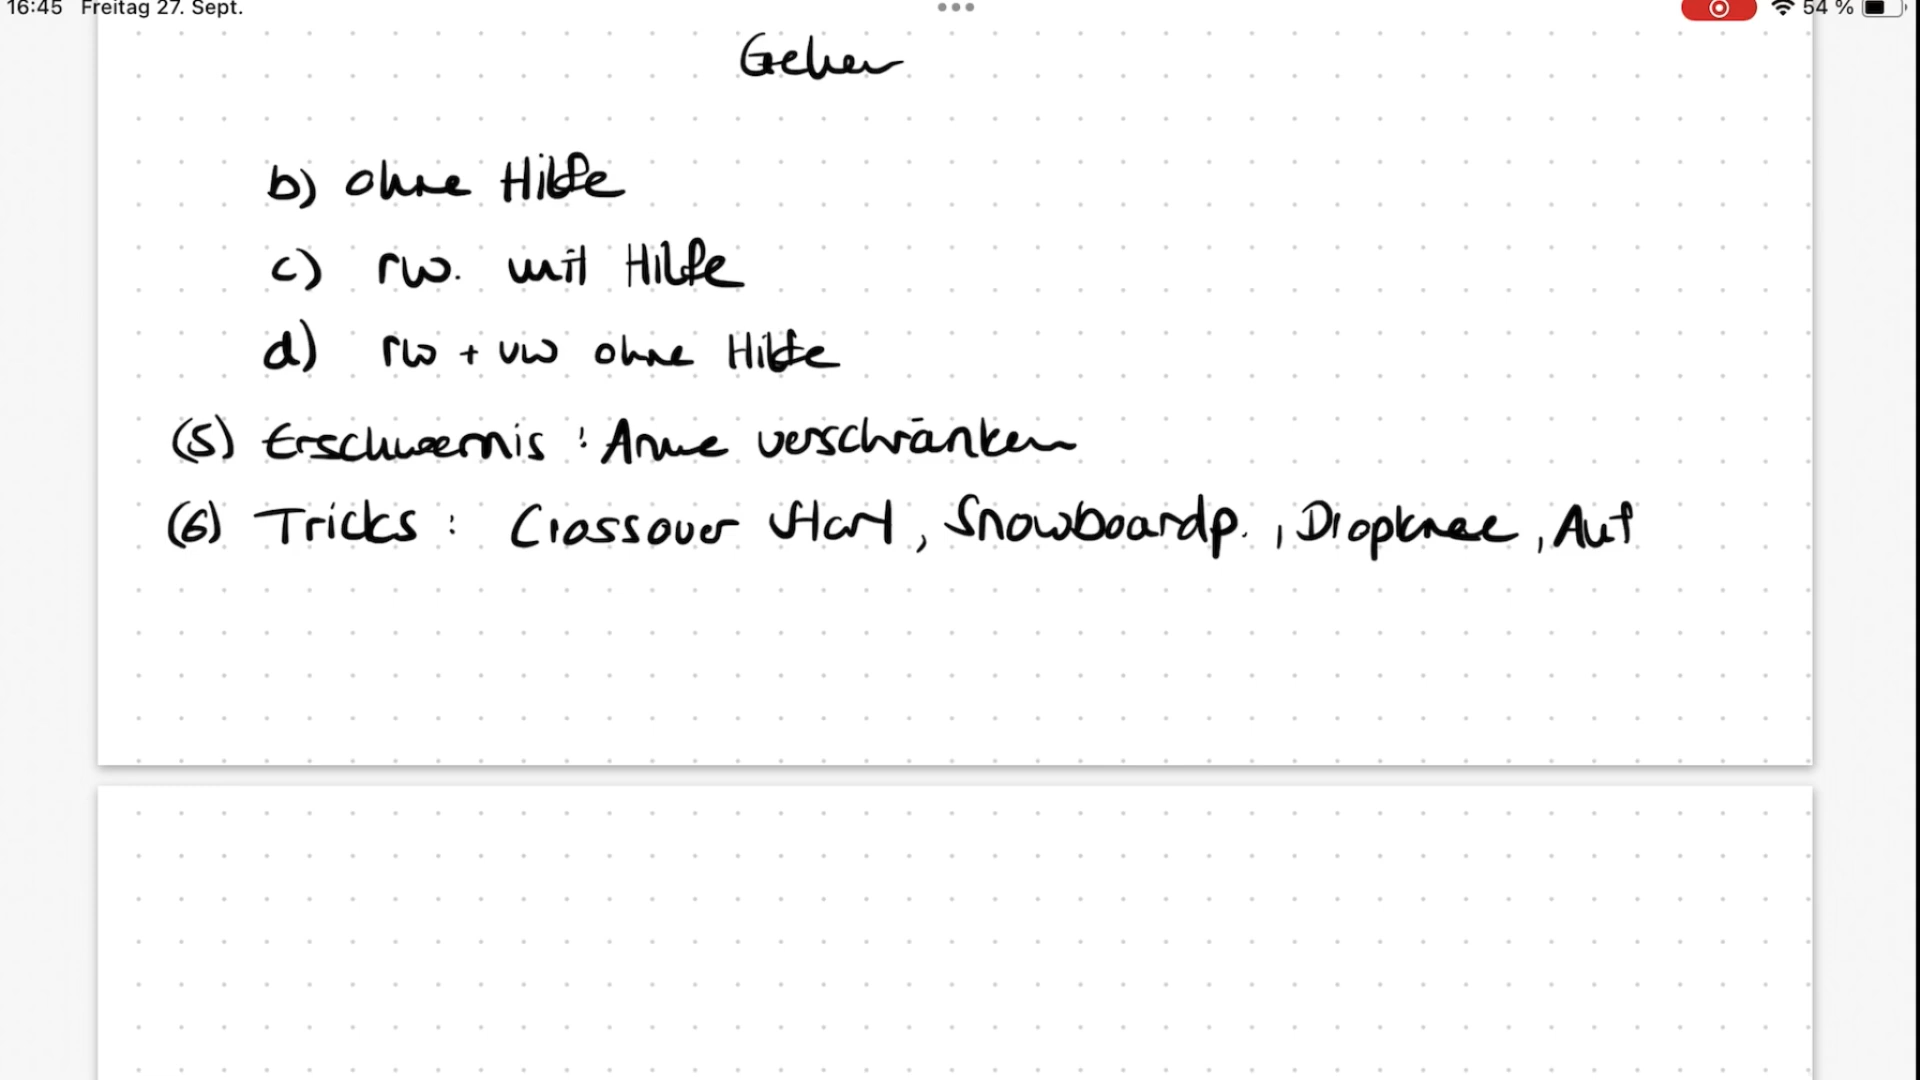 16:45 Freitag 27. Sept. 54 %
Gehen
b) ohne Hilfe
c) rw. mit Hilfe
d) rw + vw ohne Hilfe
(5) Erschwernis : Arme verschränken
(6) Tricks : Crossover Start, Snowboardp., Dropknee, Auf